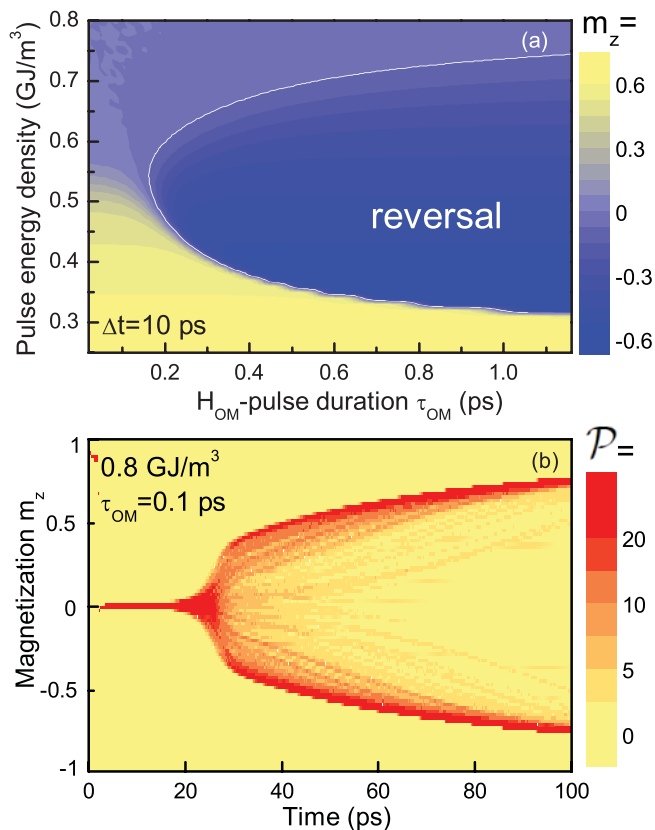 0.8
(a)
m_z=
0.7
0.6
0.5
0.4
0.3
Pulse energy density (GJ/m³)
reversal
Δt=10 ps
0.6
0.3
0
-0.3
-0.6
0.2 0.4 0.6 0.8 1.0
H_OM-pulse duration τ_OM (ps)
1
0.8 GJ/m³
(b)
𝒫=
τ_OM=0.1 ps
0.5
0
-0.5
-1
Magnetization m_z
20
10
5
0
0 20 40 60 80 100
Time (ps)